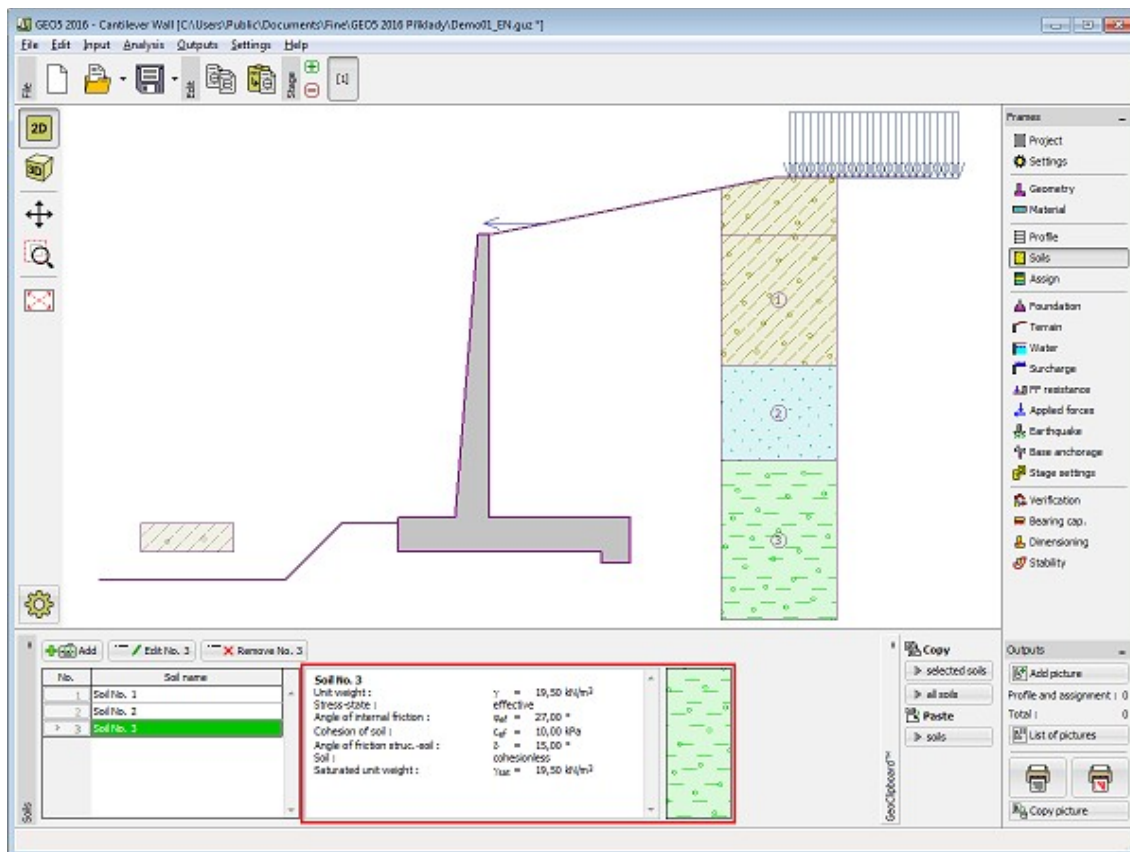 GEO5 2016 - Cantilever Wall [C:\Users\Public\Documents\Fine\GEO5 2016 Příklady\Demo01_EN.guz *]
File Edit Input Analysis Outputs Settings Help
File
Edit
Stage
[1]
2D
3D
①
②
③
Frames
Project
Settings
Geometry
Material
Profile
Soils
Assign
Foundation
Terrain
Water
Surcharge
FF resistance
Applied forces
Earthquake
Base anchorage
Stage settings
Verification
Bearing cap.
Dimensioning
Stability
Soils
Add Edit No. 3 Remove No. 3
No. Soil name
1 Soil No. 1
2 Soil No. 2
> 3 Soil No. 3
Soil No. 3
Unit weight : γ = 19,50 kN/m³
Stress-state : effective
Angle of internal friction : φef = 27,00 °
Cohesion of soil : cef = 10,00 kPa
Angle of friction struc.-soil : δ = 15,00 °
Soil : cohesionless
Saturated unit weight : γsat = 19,50 kN/m³
GeoClipboard™
Copy
selected soils
all soils
Paste
soils
Outputs
Add picture
Profile and assignment : 0
Total : 0
List of pictures
Copy picture